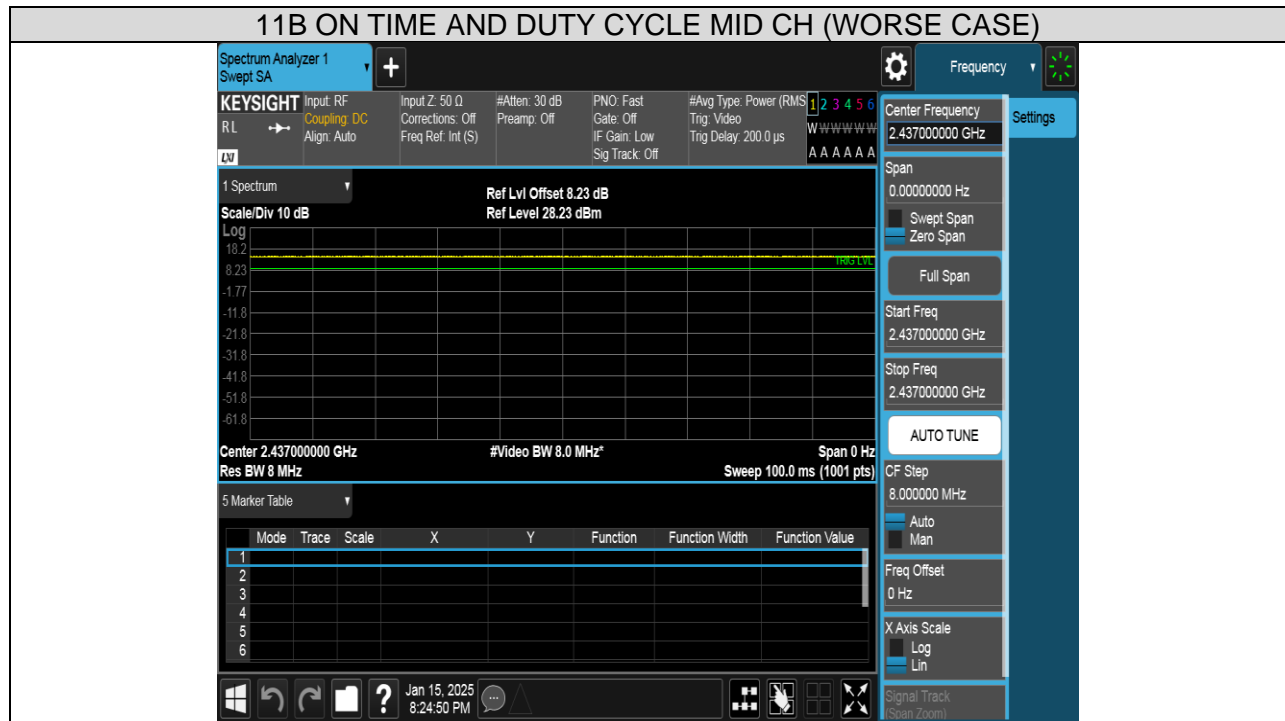 11B ON TIME AND DUTY CYCLE MID CH (WORSE CASE)
Spectrum Analyzer 1
Swept SA
+
Frequency
KEYSIGHT
RL
LXI
Input: RF
Coupling: DC
Align: Auto
Input Z: 50 Ω
Corrections: Off
Freq Ref: Int (S)
#Atten: 30 dB
Preamp: Off
PNO: Fast
Gate: Off
IF Gain: Low
Sig Track: Off
#Avg Type: Power (RMS
Trig: Video
Trig Delay: 200.0 µs
1 2 3 4 5 6
W W W W W W
A A A A A A
Center Frequency
2.437000000 GHz
Settings
1 Spectrum
Scale/Div 10 dB
Ref Lvl Offset 8.23 dB
Ref Level 28.23 dBm
Log
18.2
8.23
-1.77
-11.8
-21.8
-31.8
-41.8
-51.8
-61.8
TRIG LVL
Center 2.437000000 GHz
#Video BW 8.0 MHz*
Span 0 Hz
Res BW 8 MHz
Sweep 100.0 ms (1001 pts)
Span
0.00000000 Hz
Swept Span
Zero Span
Full Span
Start Freq
2.437000000 GHz
Stop Freq
2.437000000 GHz
AUTO TUNE
CF Step
8.000000 MHz
Auto
Man
Freq Offset
0 Hz
X Axis Scale
Log
Lin
Signal Track
(Span Zoom)
5 Marker Table
Mode Trace Scale X Y Function Function Width Function Value
1
2
3
4
5
6
?
Jan 15, 2025
8:24:50 PM